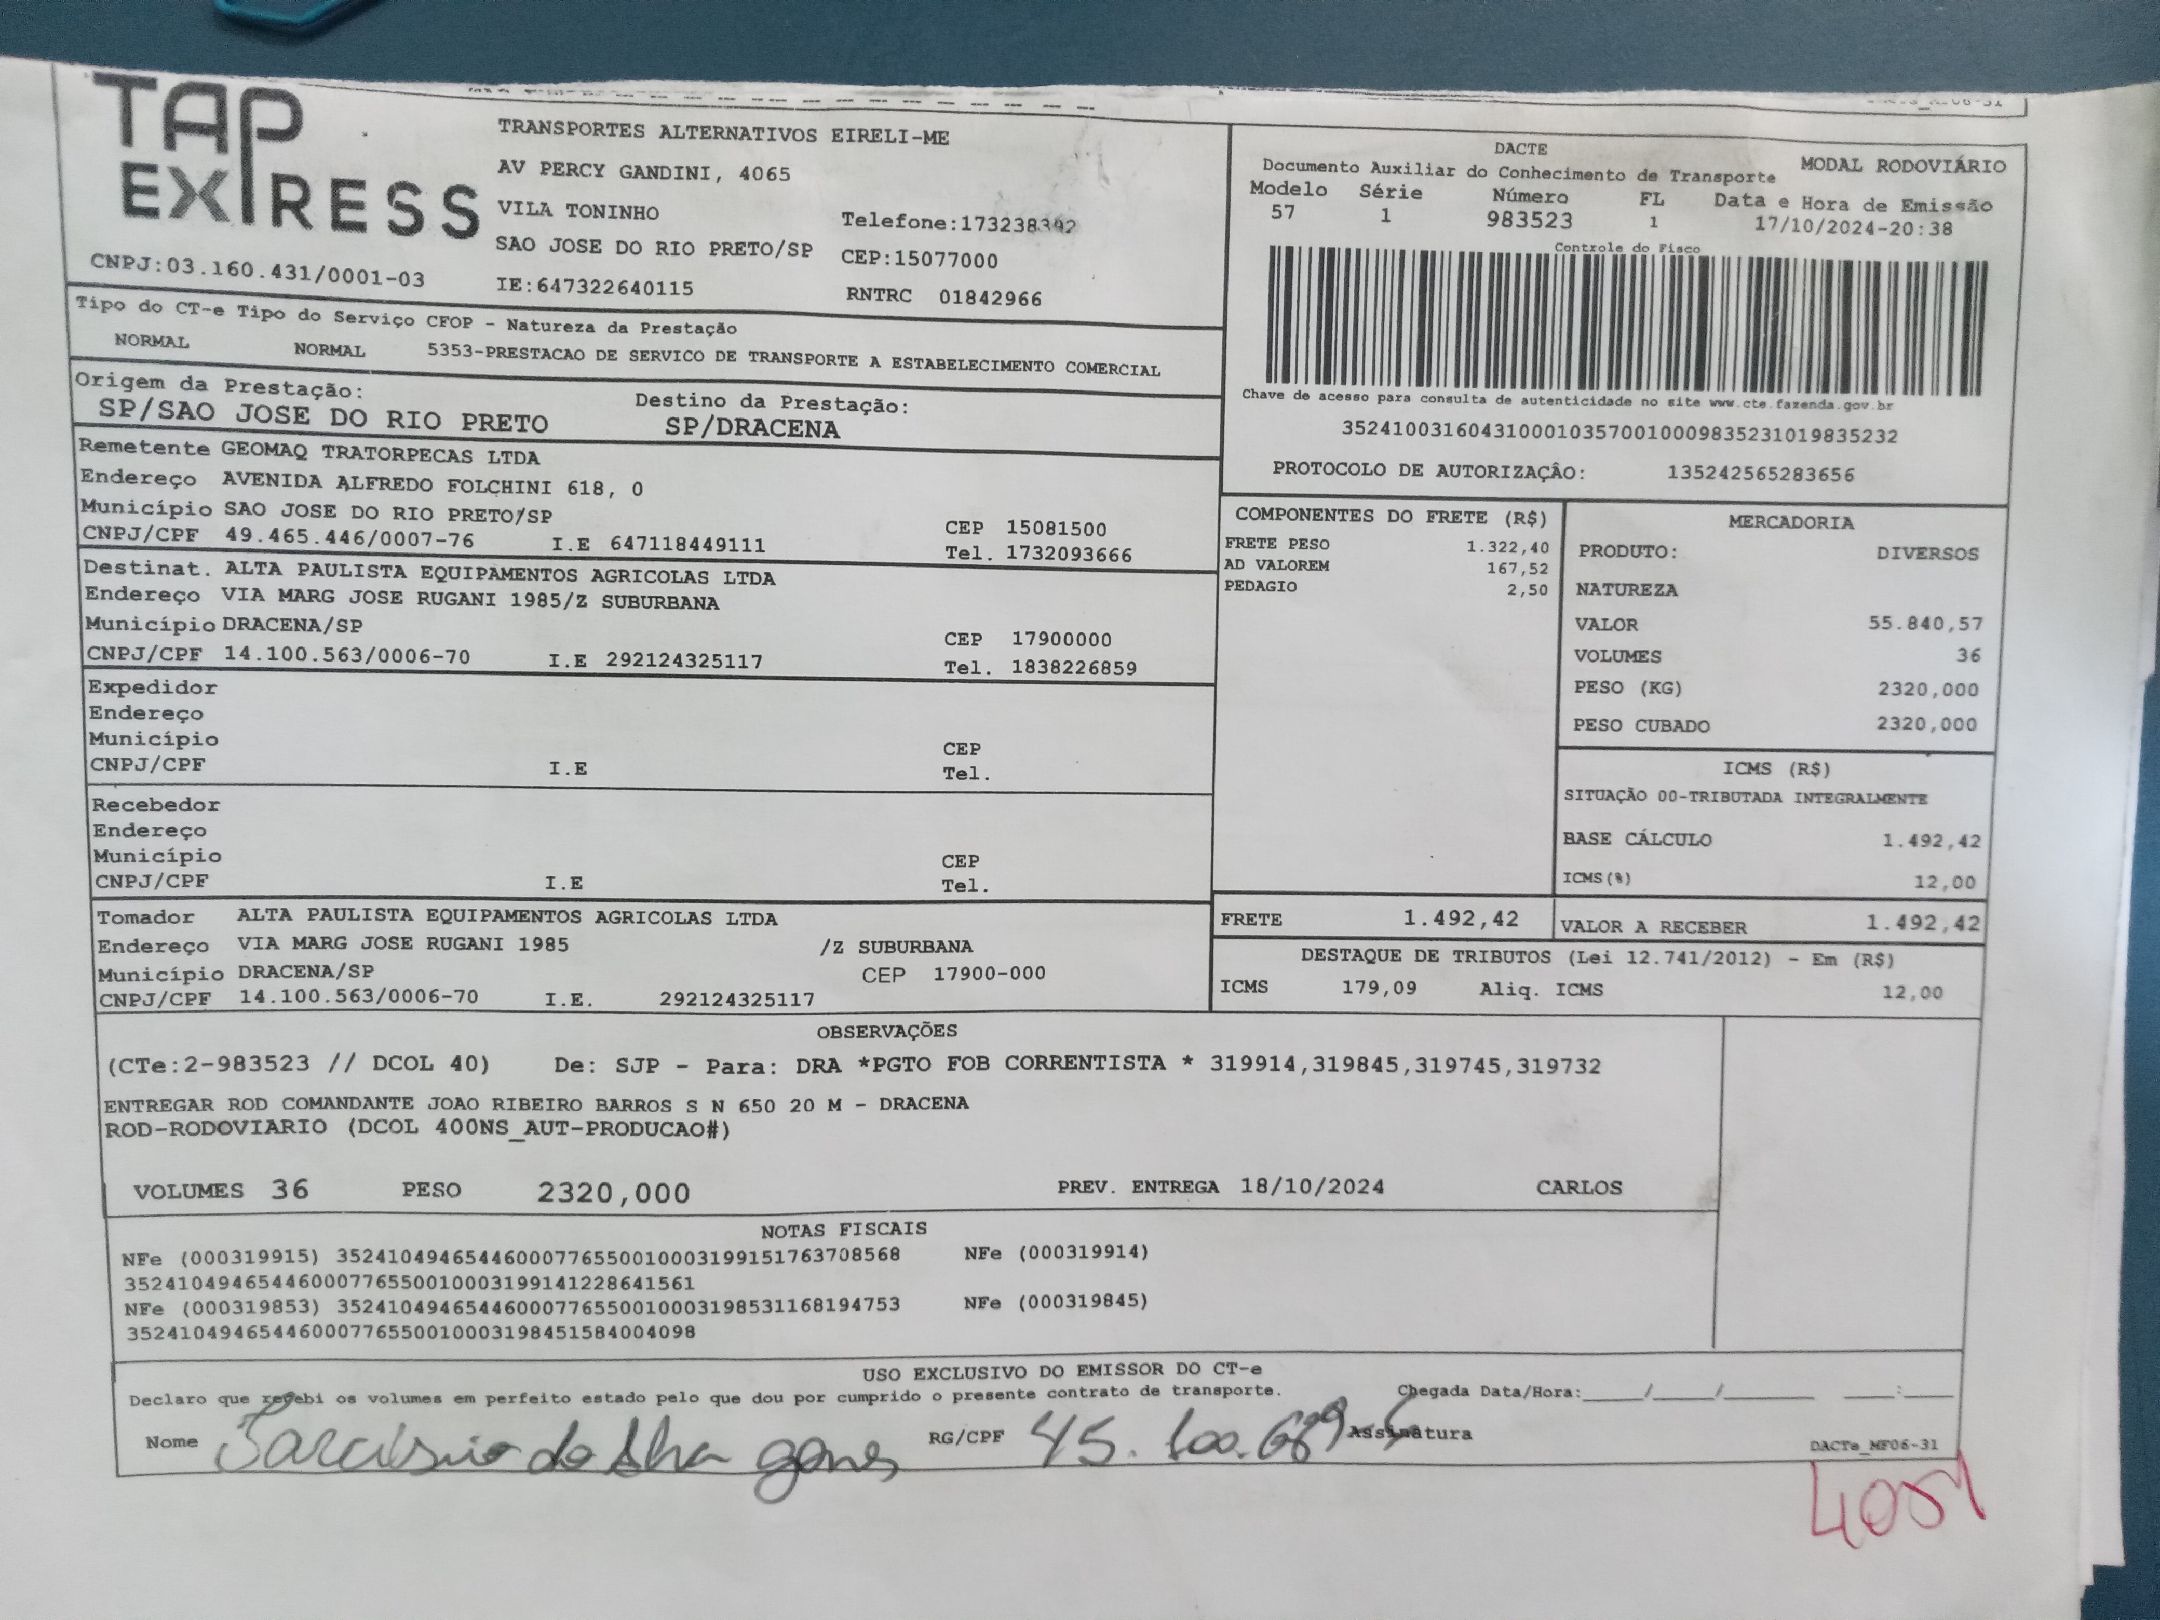 TAP
EXPRESS
TRANSPORTES ALTERNATIVOS EIRELI-ME
AV PERCY GANDINI, 4065
VILA TONINHO
Telefone:173238392
SAO JOSE DO RIO PRETO/SP CEP:15077000
CNPJ:03.160.431/0001-03 IE:647322640115 RNTRC 01842966
DACTE
Documento Auxiliar do Conhecimento de Transporte MODAL RODOVIÁRIO
Modelo Série Número FL Data e Hora de Emissão
57 1 983523 1 17/10/2024-20:38
Controle do Fisco
Chave de acesso para consulta de autenticidade no site www.cte.fazenda.gov.br
35241003160431000103570010009835231019835232
PROTOCOLO DE AUTORIZAÇÂO: 135242565283656
Tipo do CT-e Tipo do Serviço CFOP - Natureza da Prestação
NORMAL NORMAL 5353-PRESTACAO DE SERVICO DE TRANSPORTE A ESTABELECIMENTO COMERCIAL
Origem da Prestação: Destino da Prestação:
SP/SAO JOSE DO RIO PRETO SP/DRACENA
Remetente GEOMAQ TRATORPECAS LTDA
Endereço AVENIDA ALFREDO FOLCHINI 618, 0
Município SAO JOSE DO RIO PRETO/SP CEP 15081500
CNPJ/CPF 49.465.446/0007-76 I.E 647118449111 Tel. 1732093666
Destinat. ALTA PAULISTA EQUIPAMENTOS AGRICOLAS LTDA
Endereço VIA MARG JOSE RUGANI 1985/Z SUBURBANA
Município DRACENA/SP CEP 17900000
CNPJ/CPF 14.100.563/0006-70 I.E 292124325117 Tel. 1838226859
Expedidor
Endereço
Município CEP
CNPJ/CPF I.E Tel.
Recebedor
Endereço
Município CEP
CNPJ/CPF I.E Tel.
Tomador ALTA PAULISTA EQUIPAMENTOS AGRICOLAS LTDA
Endereço VIA MARG JOSE RUGANI 1985 /Z SUBURBANA
Município DRACENA/SP CEP 17900-000
CNPJ/CPF 14.100.563/0006-70 I.E. 292124325117
COMPONENTES DO FRETE (R$)
FRETE PESO 1.322,40
AD VALOREM 167,52
PEDAGIO 2,50
MERCADORIA
PRODUTO: DIVERSOS
NATUREZA
VALOR 55.840,57
VOLUMES 36
PESO (KG) 2320,000
PESO CUBADO 2320,000
ICMS (R$)
SITUAÇÃO 00-TRIBUTADA INTEGRALMENTE
BASE CÁLCULO 1.492,42
ICMS(%) 12,00
FRETE 1.492,42 VALOR A RECEBER 1.492,42
DESTAQUE DE TRIBUTOS (Lei 12.741/2012) - Em (R$)
ICMS 179,09 Aliq. ICMS 12,00
OBSERVAÇÕES
(CTe:2-983523 // DCOL 40) De: SJP - Para: DRA *PGTO FOB CORRENTISTA * 319914,319845,319745,319732
ENTREGAR ROD COMANDANTE JOAO RIBEIRO BARROS S N 650 20 M - DRACENA
ROD-RODOVIARIO (DCOL 400NS_AUT-PRODUCAO#)
VOLUMES 36 PESO 2320,000 PREV. ENTREGA 18/10/2024 CARLOS
NOTAS FISCAIS
NFe (000319915) 35241049465446000776550010003199151763708568 NFe (000319914)
35241049465446000776550010003199141228641561
NFe (000319853) 35241049465446000776550010003198531168194753 NFe (000319845)
35241049465446000776550010003198451584004098
USO EXCLUSIVO DO EMISSOR DO CT-e
Declaro que recebi os volumes em perfeito estado pelo que dou por cumprido o presente contrato de transporte. Chegada Data/Hora:____/____/______ ___:___
Nome RG/CPF 45. Assinatura
DACTe_MF06-31